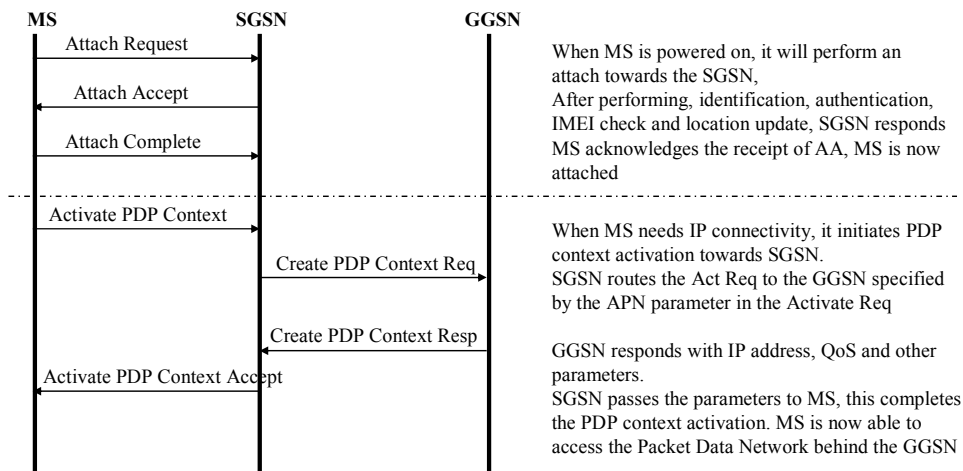 MS
SGSN
GGSN
Attach Request
Attach Accept
Attach Complete
When MS is powered on, it will perform an
attach towards the SGSN,
After performing, identification, authentication,
IMEI check and location update, SGSN responds
MS acknowledges the receipt of AA, MS is now
attached
Activate PDP Context
Create PDP Context Req
Create PDP Context Resp
Activate PDP Context Accept
When MS needs IP connectivity, it initiates PDP
context activation towards SGSN.
SGSN routes the Act Req to the GGSN specified
by the APN parameter in the Activate Req
GGSN responds with IP address, QoS and other
parameters.
SGSN passes the parameters to MS, this completes
the PDP context activation. MS is now able to
access the Packet Data Network behind the GGSN